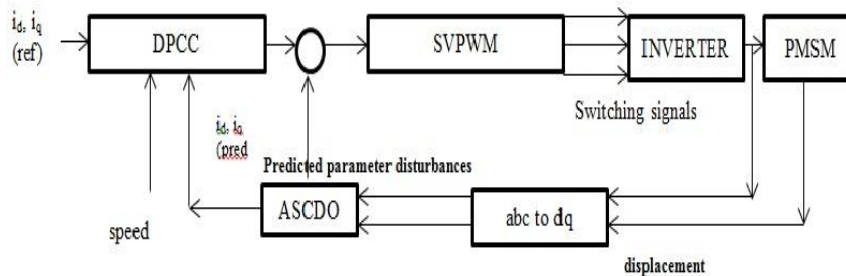 id, iq
(ref)
DPCC
SVPWM
INVERTER
PMSM
Switching signals
id, iq
(pred
Predicted parameter disturbances
ASCDO
abc to dq
speed
displacement